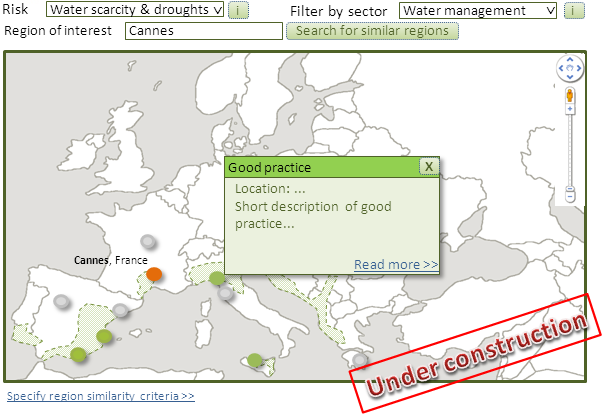 Risk Water scarcity & droughts v i Filter by sector Water management v i
Region of interest Cannes Search for similar regions
Good practice X
Location: ...
Short description of good
practice...
Read more >>
Cannes, France
Under construction
Specify region similarity criteria >>